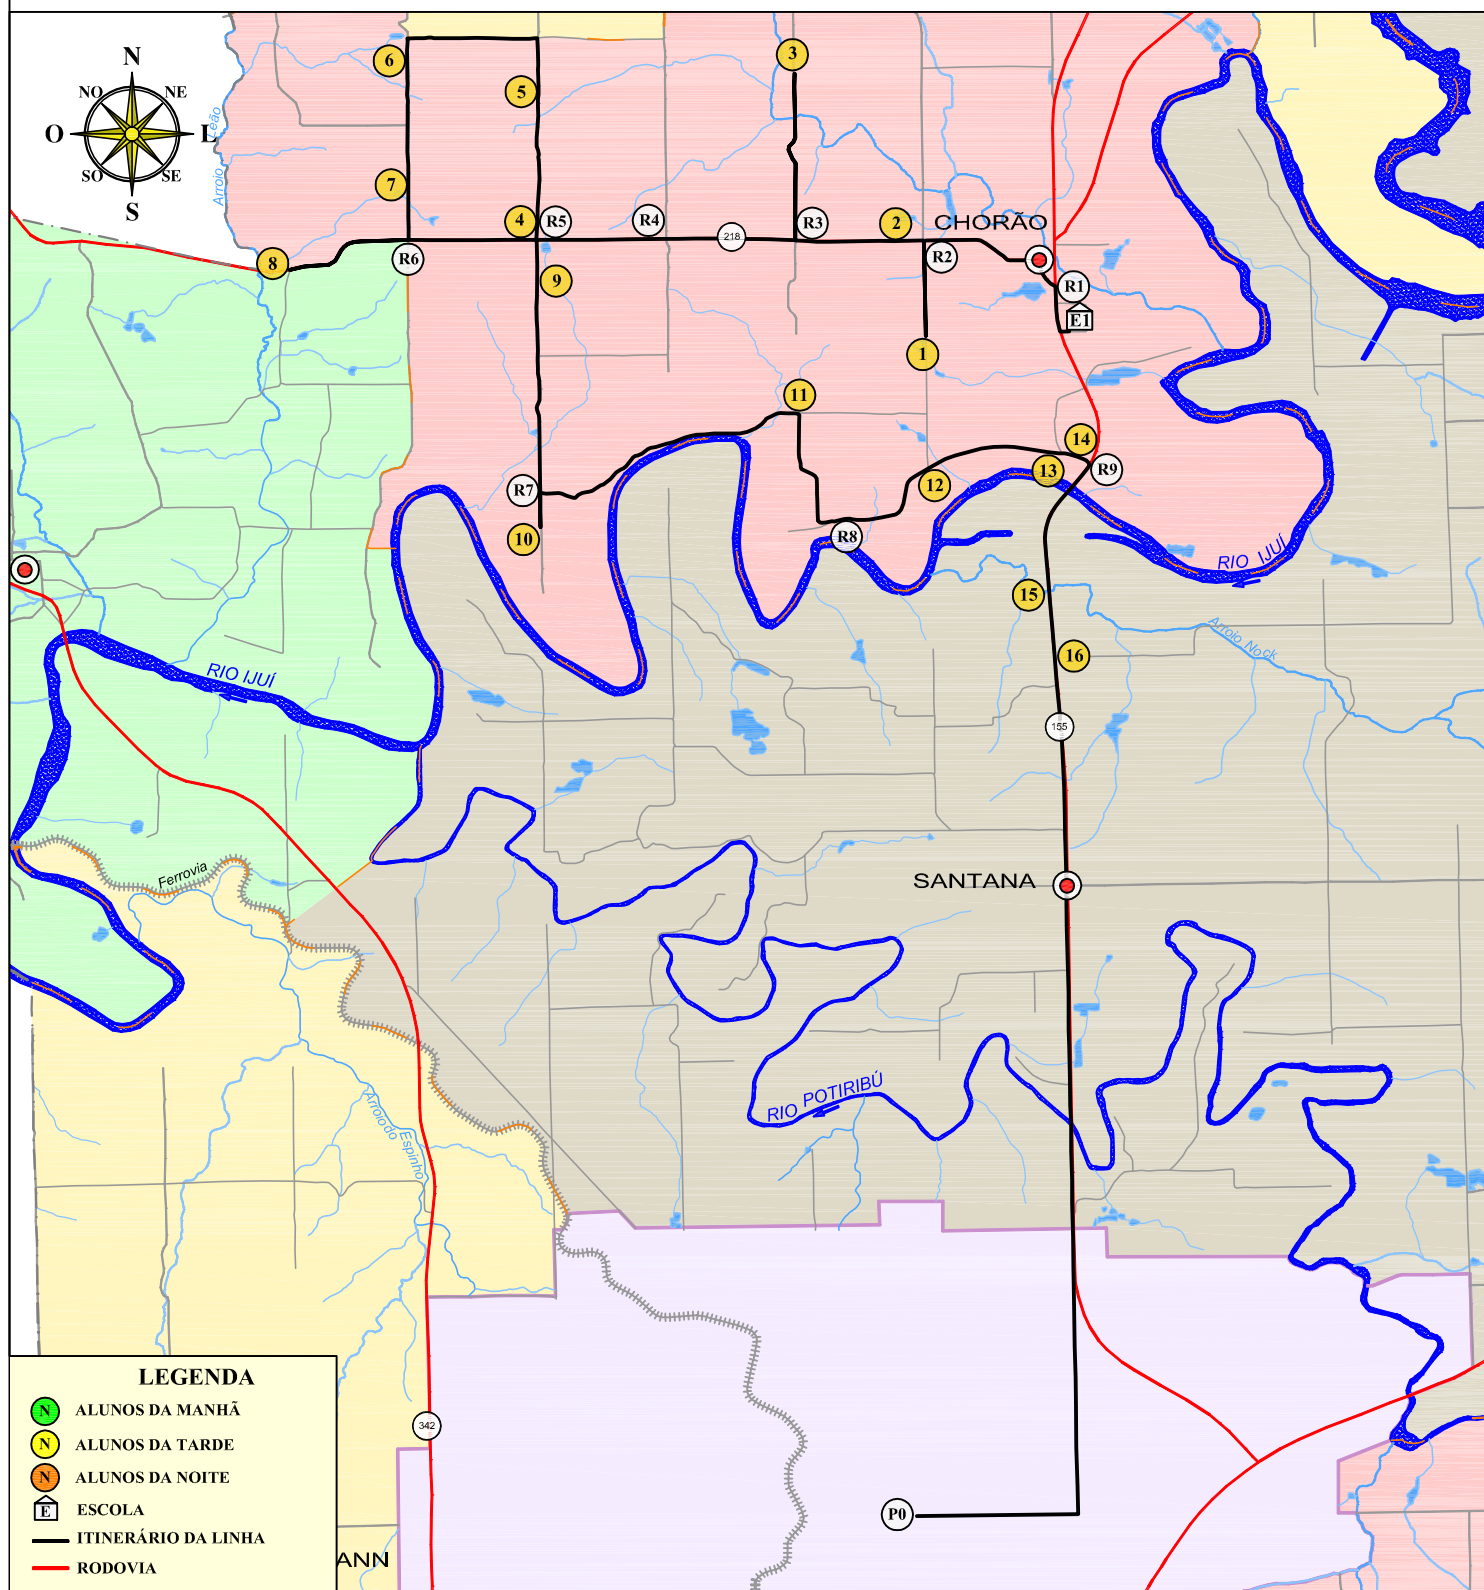 N
NO
NE
O
L
SO
SE
S
Arroio Leão
6
5
3
7
4
R5
R4
218
R3
2
CHORÃO
8
R6
9
R2
R1
E1
1
11
14
R7
12
13
R9
10
R8
RIO IJUÍ
15
Arroio Nock
16
RIO IJUÍ
155
Ferrovia
SANTANA
RIO POTIRIBÚ
Arroio do Espinho
342
P0
ANN
LEGENDA
N ALUNOS DA MANHÃ
N ALUNOS DA TARDE
N ALUNOS DA NOITE
E ESCOLA
ITINERÁRIO DA LINHA
RODOVIA